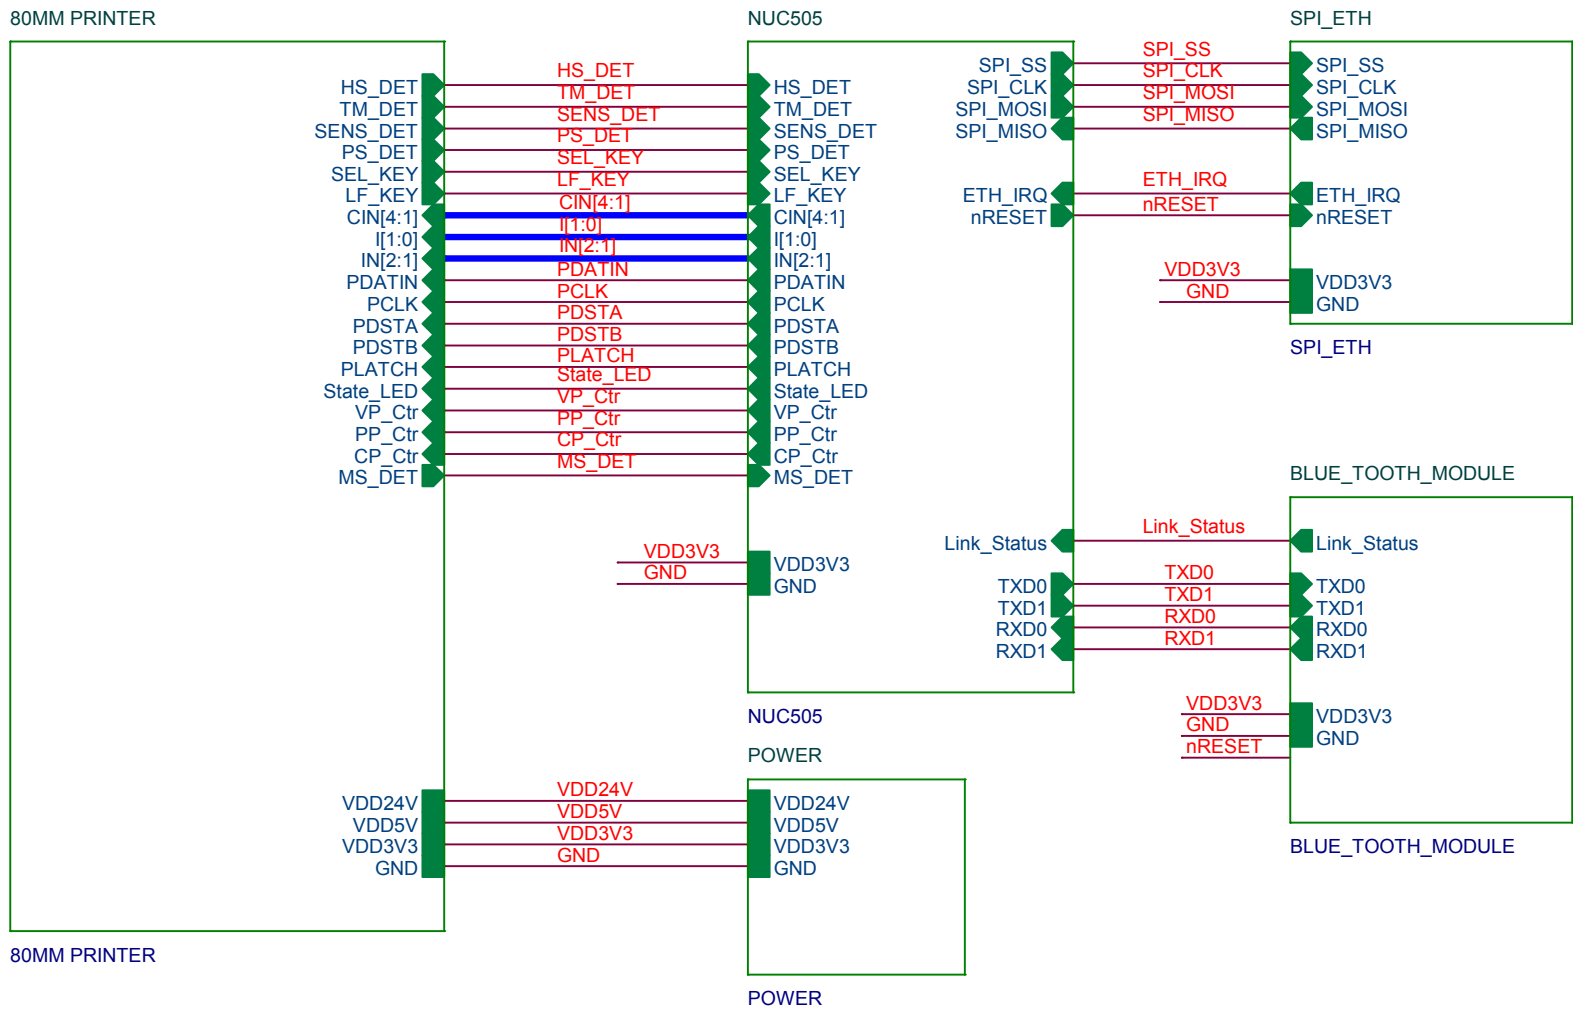 80MM PRINTER
HS_DET
TM_DET
SENS_DET
PS_DET
SEL_KEY
LF_KEY
CIN[4:1]
I[1:0]
IN[2:1]
PDATIN
PCLK
PDSTA
PDSTB
PLATCH
State_LED
VP_Ctr
PP_Ctr
CP_Ctr
MS_DET
VDD24V
VDD5V
VDD3V3
GND
80MM PRINTER
HS_DET
TM_DET
SENS_DET
PS_DET
SEL_KEY
LF_KEY
CIN[4:1]
I[1:0]
IN[2:1]
PDATIN
PCLK
PDSTA
PDSTB
PLATCH
State_LED
VP_Ctr
PP_Ctr
CP_Ctr
MS_DET
VDD3V3
GND
VDD24V
VDD5V
VDD3V3
GND
NUC505
HS_DET
TM_DET
SENS_DET
PS_DET
SEL_KEY
LF_KEY
CIN[4:1]
I[1:0]
IN[2:1]
PDATIN
PCLK
PDSTA
PDSTB
PLATCH
State_LED
VP_Ctr
PP_Ctr
CP_Ctr
MS_DET
VDD3V3
GND
SPI_SS
SPI_CLK
SPI_MOSI
SPI_MISO
ETH_IRQ
nRESET
Link_Status
TXD0
TXD1
RXD0
RXD1
NUC505
POWER
VDD24V
VDD5V
VDD3V3
GND
POWER
SPI_SS
SPI_CLK
SPI_MOSI
SPI_MISO
ETH_IRQ
nRESET
VDD3V3
GND
SPI_ETH
SPI_SS
SPI_CLK
SPI_MOSI
SPI_MISO
ETH_IRQ
nRESET
VDD3V3
GND
SPI_ETH
Link_Status
TXD0
TXD1
RXD0
RXD1
VDD3V3
GND
nRESET
BLUE_TOOTH_MODULE
Link_Status
TXD0
TXD1
RXD0
RXD1
VDD3V3
GND
BLUE_TOOTH_MODULE